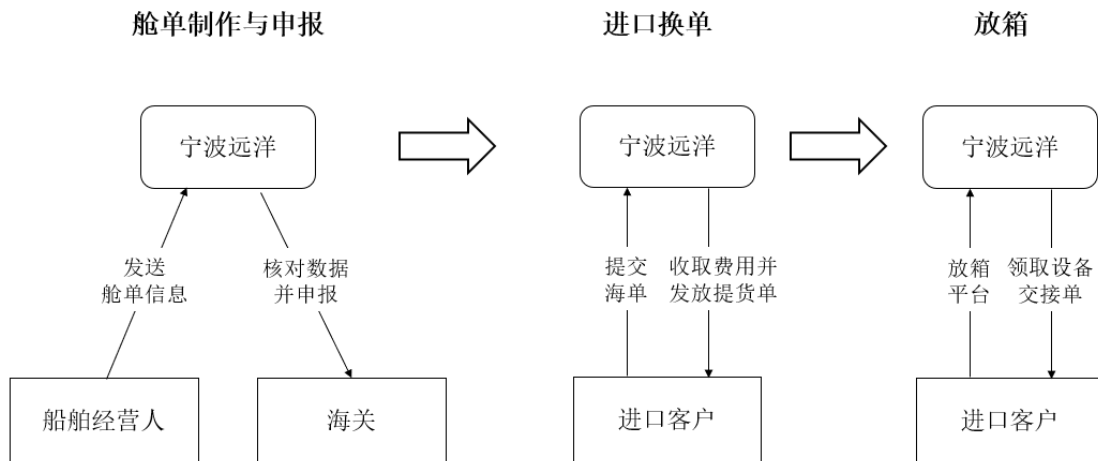 舱单制作与申报
进口换单
放箱
宁波远洋
宁波远洋
宁波远洋
发送
舱单信息
核对数据
并申报
提交
海单
收取费用并
发放提货单
放箱
平台
领取设备
交接单
船舶经营人
海关
进口客户
进口客户